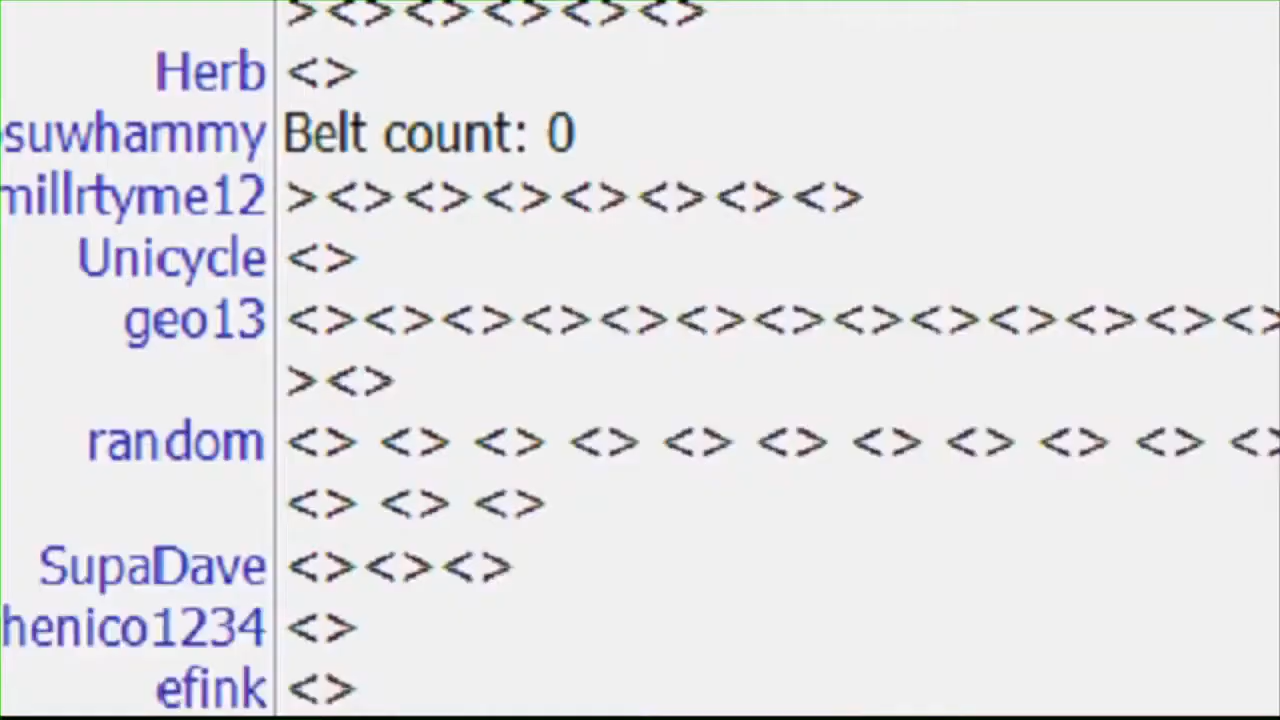 ><><><><><>
Herb <>
suwhammy Belt count: 0
millrtyme12 ><><><><><><><>
Unicycle <>
geo13 <><><><><><><><><><><><><>
><>
random <> <> <> <> <> <> <> <> <> <> <>
<> <> <>
SupaDave <><><>
henico1234 <>
efink <>